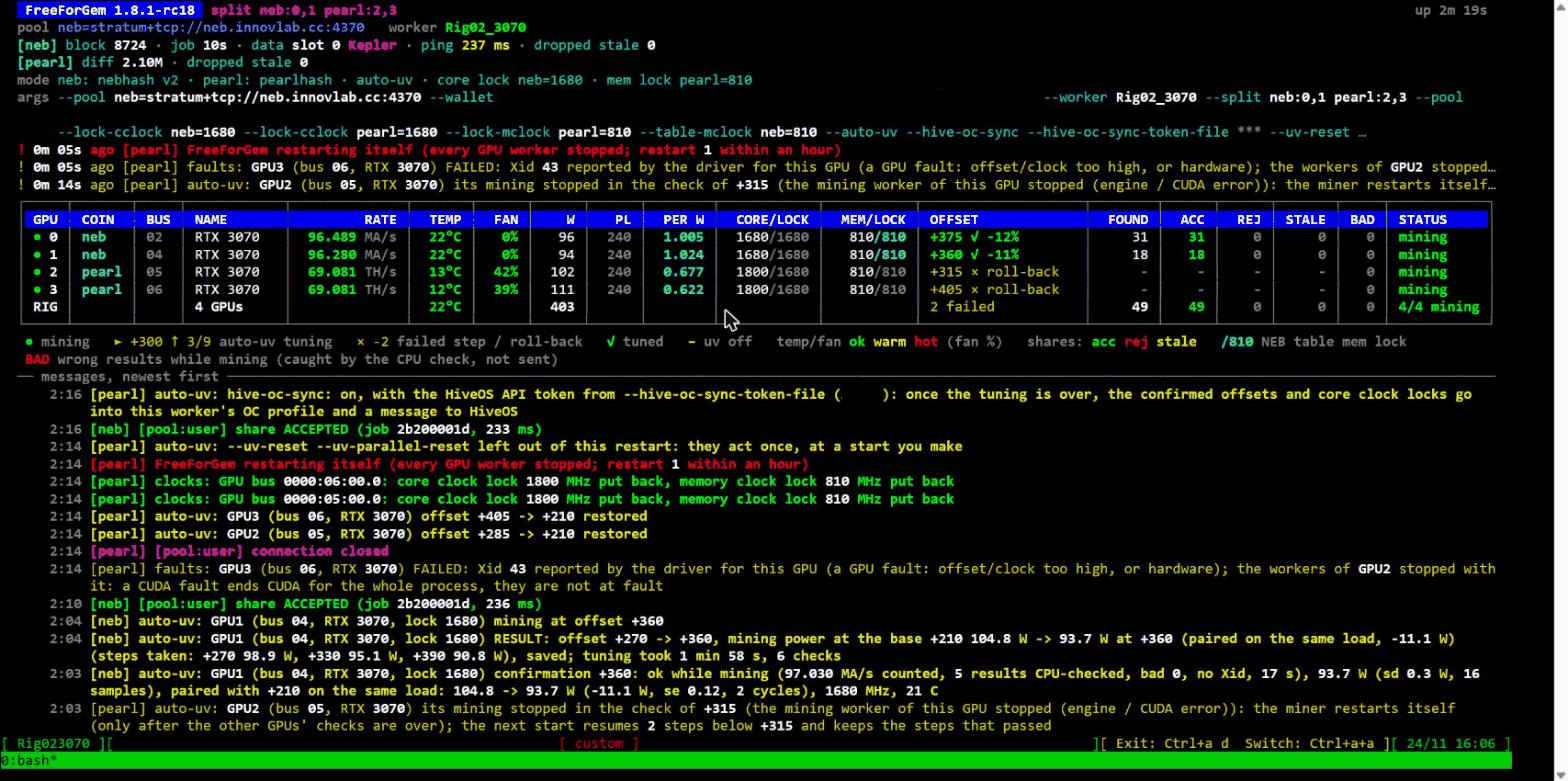 FreeForGem 1.8.1-rc18 split neb:0,1 pearl:2,3 up 2m 19s
pool neb=stratum+tcp://neb.innovlab.cc:4370 worker Rig02_3070
[neb] block 8724 · job 10s · data slot 0 Kepler · ping 237 ms · dropped stale 0
[pearl] diff 2.10M · dropped stale 0
mode neb: nebhash v2 · pearl: pearlhash · auto-uv · core lock neb=1680 · mem lock pearl=810
args --pool neb=stratum+tcp://neb.innovlab.cc:4370 --wallet --worker Rig02_3070 --split neb:0,1 pearl:2,3 --pool
--lock-cclock neb=1680 --lock-cclock pearl=1680 --lock-mclock pearl=810 --table-mclock neb=810 --auto-uv --hive-oc-sync --hive-oc-sync-token-file *** --uv-reset …
! 0m 05s ago [pearl] FreeForGem restarting itself (every GPU worker stopped; restart 1 within an hour)
! 0m 05s ago [pearl] faults: GPU3 (bus 06, RTX 3070) FAILED: Xid 43 reported by the driver for this GPU (a GPU fault: offset/clock too high, or hardware); the workers of GPU2 stopped…
! 0m 14s ago [pearl] auto-uv: GPU2 (bus 05, RTX 3070) its mining stopped in the check of +315 (the mining worker of this GPU stopped (engine / CUDA error)): the miner restarts itself…
GPU COIN BUS NAME RATE TEMP FAN W PL PER W CORE/LOCK MEM/LOCK OFFSET FOUND ACC REJ STALE BAD STATUS
● 0 neb 02 RTX 3070 96.489 MA/s 22°C 0% 96 240 1.005 1680/1680 810/810 +375 √ -12% 31 31 0 0 0 mining
● 1 neb 04 RTX 3070 96.280 MA/s 22°C 0% 94 240 1.024 1680/1680 810/810 +360 √ -11% 18 18 0 0 0 mining
● 2 pearl 05 RTX 3070 69.081 TH/s 13°C 42% 102 240 0.677 1800/1800 810/810 +315 × roll-back - - - - - mining
● 3 pearl 06 RTX 3070 69.081 TH/s 12°C 39% 111 240 0.622 1800/1800 810/810 +405 × roll-back - - - - - mining
RIG 4 GPUs 22°C 403 2 failed 49 49 0 0 0 4/4 mining
● mining ► +300 ↑ 3/9 auto-uv tuning × -2 failed step / roll-back √ tuned – uv off temp/fan ok warm hot (fan %) shares: acc rej stale /810 NEB table mem lock
BAD wrong results while mining (caught by the CPU check, not sent)
messages, newest first
2:16 [pearl] auto-uv: hive-oc-sync: on, with the HiveOS API token from --hive-oc-sync-token-file ( ): once the tuning is over, the confirmed offsets and core clock locks go
into this worker's OC profile and a message to HiveOS
2:16 [neb] [pool:user] share ACCEPTED (job 2b200001d, 233 ms)
2:14 [pearl] auto-uv: --uv-reset --uv-parallel-reset left out of this restart: they act once, at a start you make
2:14 [pearl] FreeForGem restarting itself (every GPU worker stopped; restart 1 within an hour)
2:14 [pearl] clocks: GPU bus 0000:06:00.0: core clock lock 1800 MHz put back, memory clock lock 810 MHz put back
2:14 [pearl] clocks: GPU bus 0000:05:00.0: core clock lock 1800 MHz put back, memory clock lock 810 MHz put back
2:14 [pearl] auto-uv: GPU3 (bus 06, RTX 3070) offset +405 -> +210 restored
2:14 [pearl] auto-uv: GPU2 (bus 05, RTX 3070) offset +285 -> +210 restored
2:14 [pearl] [pool:user] connection closed
2:14 [pearl] faults: GPU3 (bus 06, RTX 3070) FAILED: Xid 43 reported by the driver for this GPU (a GPU fault: offset/clock too high, or hardware); the workers of GPU2 stopped with
it: a CUDA fault ends CUDA for the whole process, they are not at fault
2:10 [neb] [pool:user] share ACCEPTED (job 2b200001d, 236 ms)
2:04 [neb] auto-uv: GPU1 (bus 04, RTX 3070, lock 1680) mining at offset +360
2:04 [neb] auto-uv: GPU1 (bus 04, RTX 3070, lock 1680) RESULT: offset +270 -> +360, mining power at the base +210 104.8 W -> 93.7 W at +360 (paired on the same load, -11.1 W)
(steps taken: +270 98.9 W, +330 95.1 W, +390 90.8 W), saved; tuning took 1 min 58 s, 6 checks
2:03 [neb] auto-uv: GPU1 (bus 04, RTX 3070, lock 1680) confirmation +360: ok while mining (97.030 MA/s counted, 5 results CPU-checked, bad 0, no Xid, 17 s), 93.7 W (sd 0.3 W, 16
samples), paired with +210 on the same load: 104.8 -> 93.7 W (-11.1 W, se 0.12, 2 cycles), 1680 MHz, 21 C
2:03 [pearl] auto-uv: GPU2 (bus 05, RTX 3070) its mining stopped in the check of +315 (the mining worker of this GPU stopped (engine / CUDA error)): the miner restarts itself
(only after the other GPUs' checks are over); the next start resumes 2 steps below +315 and keeps the steps that passed
[ Rig023070 ][ [ custom ] ][ Exit: Ctrl+a d Switch: Ctrl+a+a ][ 24/11 16:06 ]
0:bash*